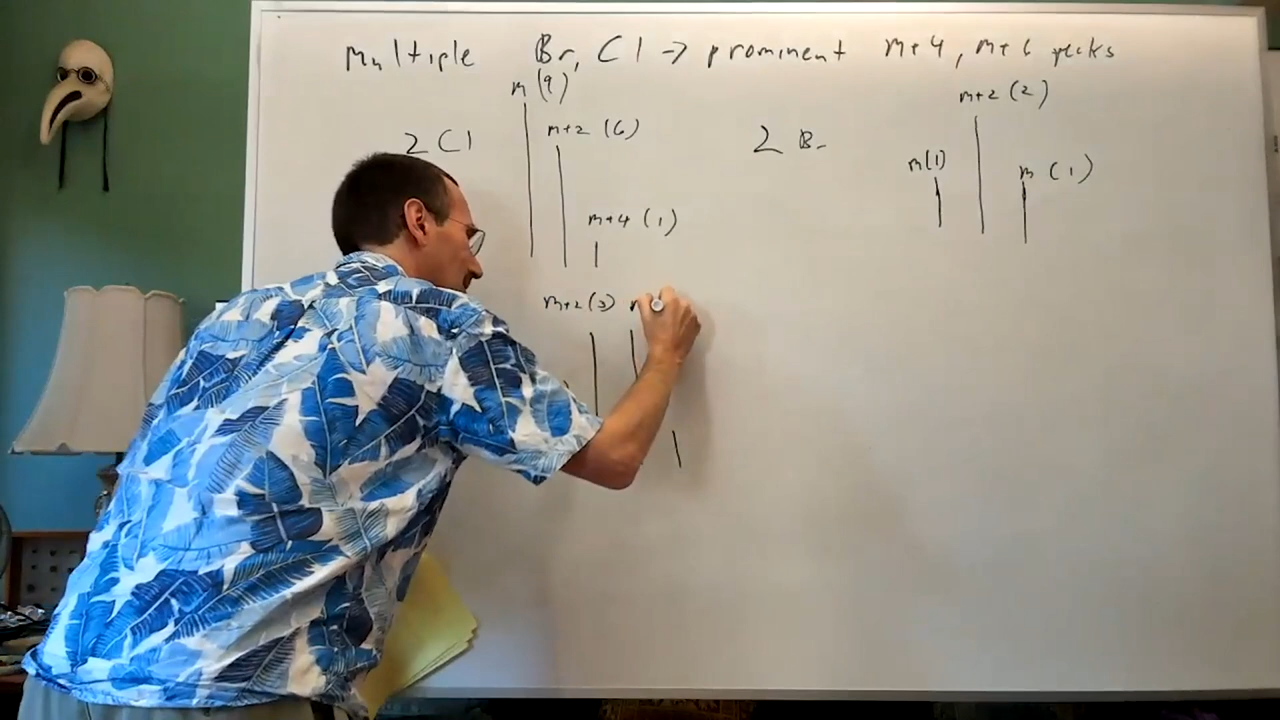 Multiple Br, Cl → prominent m+4, m+6 peaks
m (9)
m+2 (2)
2 Cl
m+2 (6)
2 Br
m(1)
m (1)
m+4 (1)
m+2 (3)